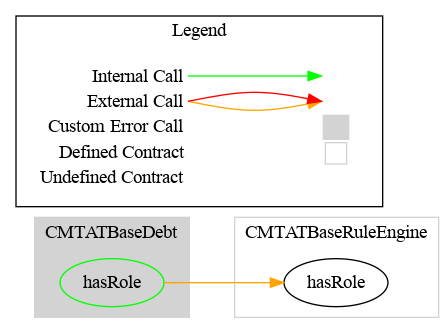 Legend
Internal Call
External Call
Custom Error Call
Defined Contract
Undefined Contract
CMTATBaseDebt
CMTATBaseRuleEngine
hasRole
hasRole